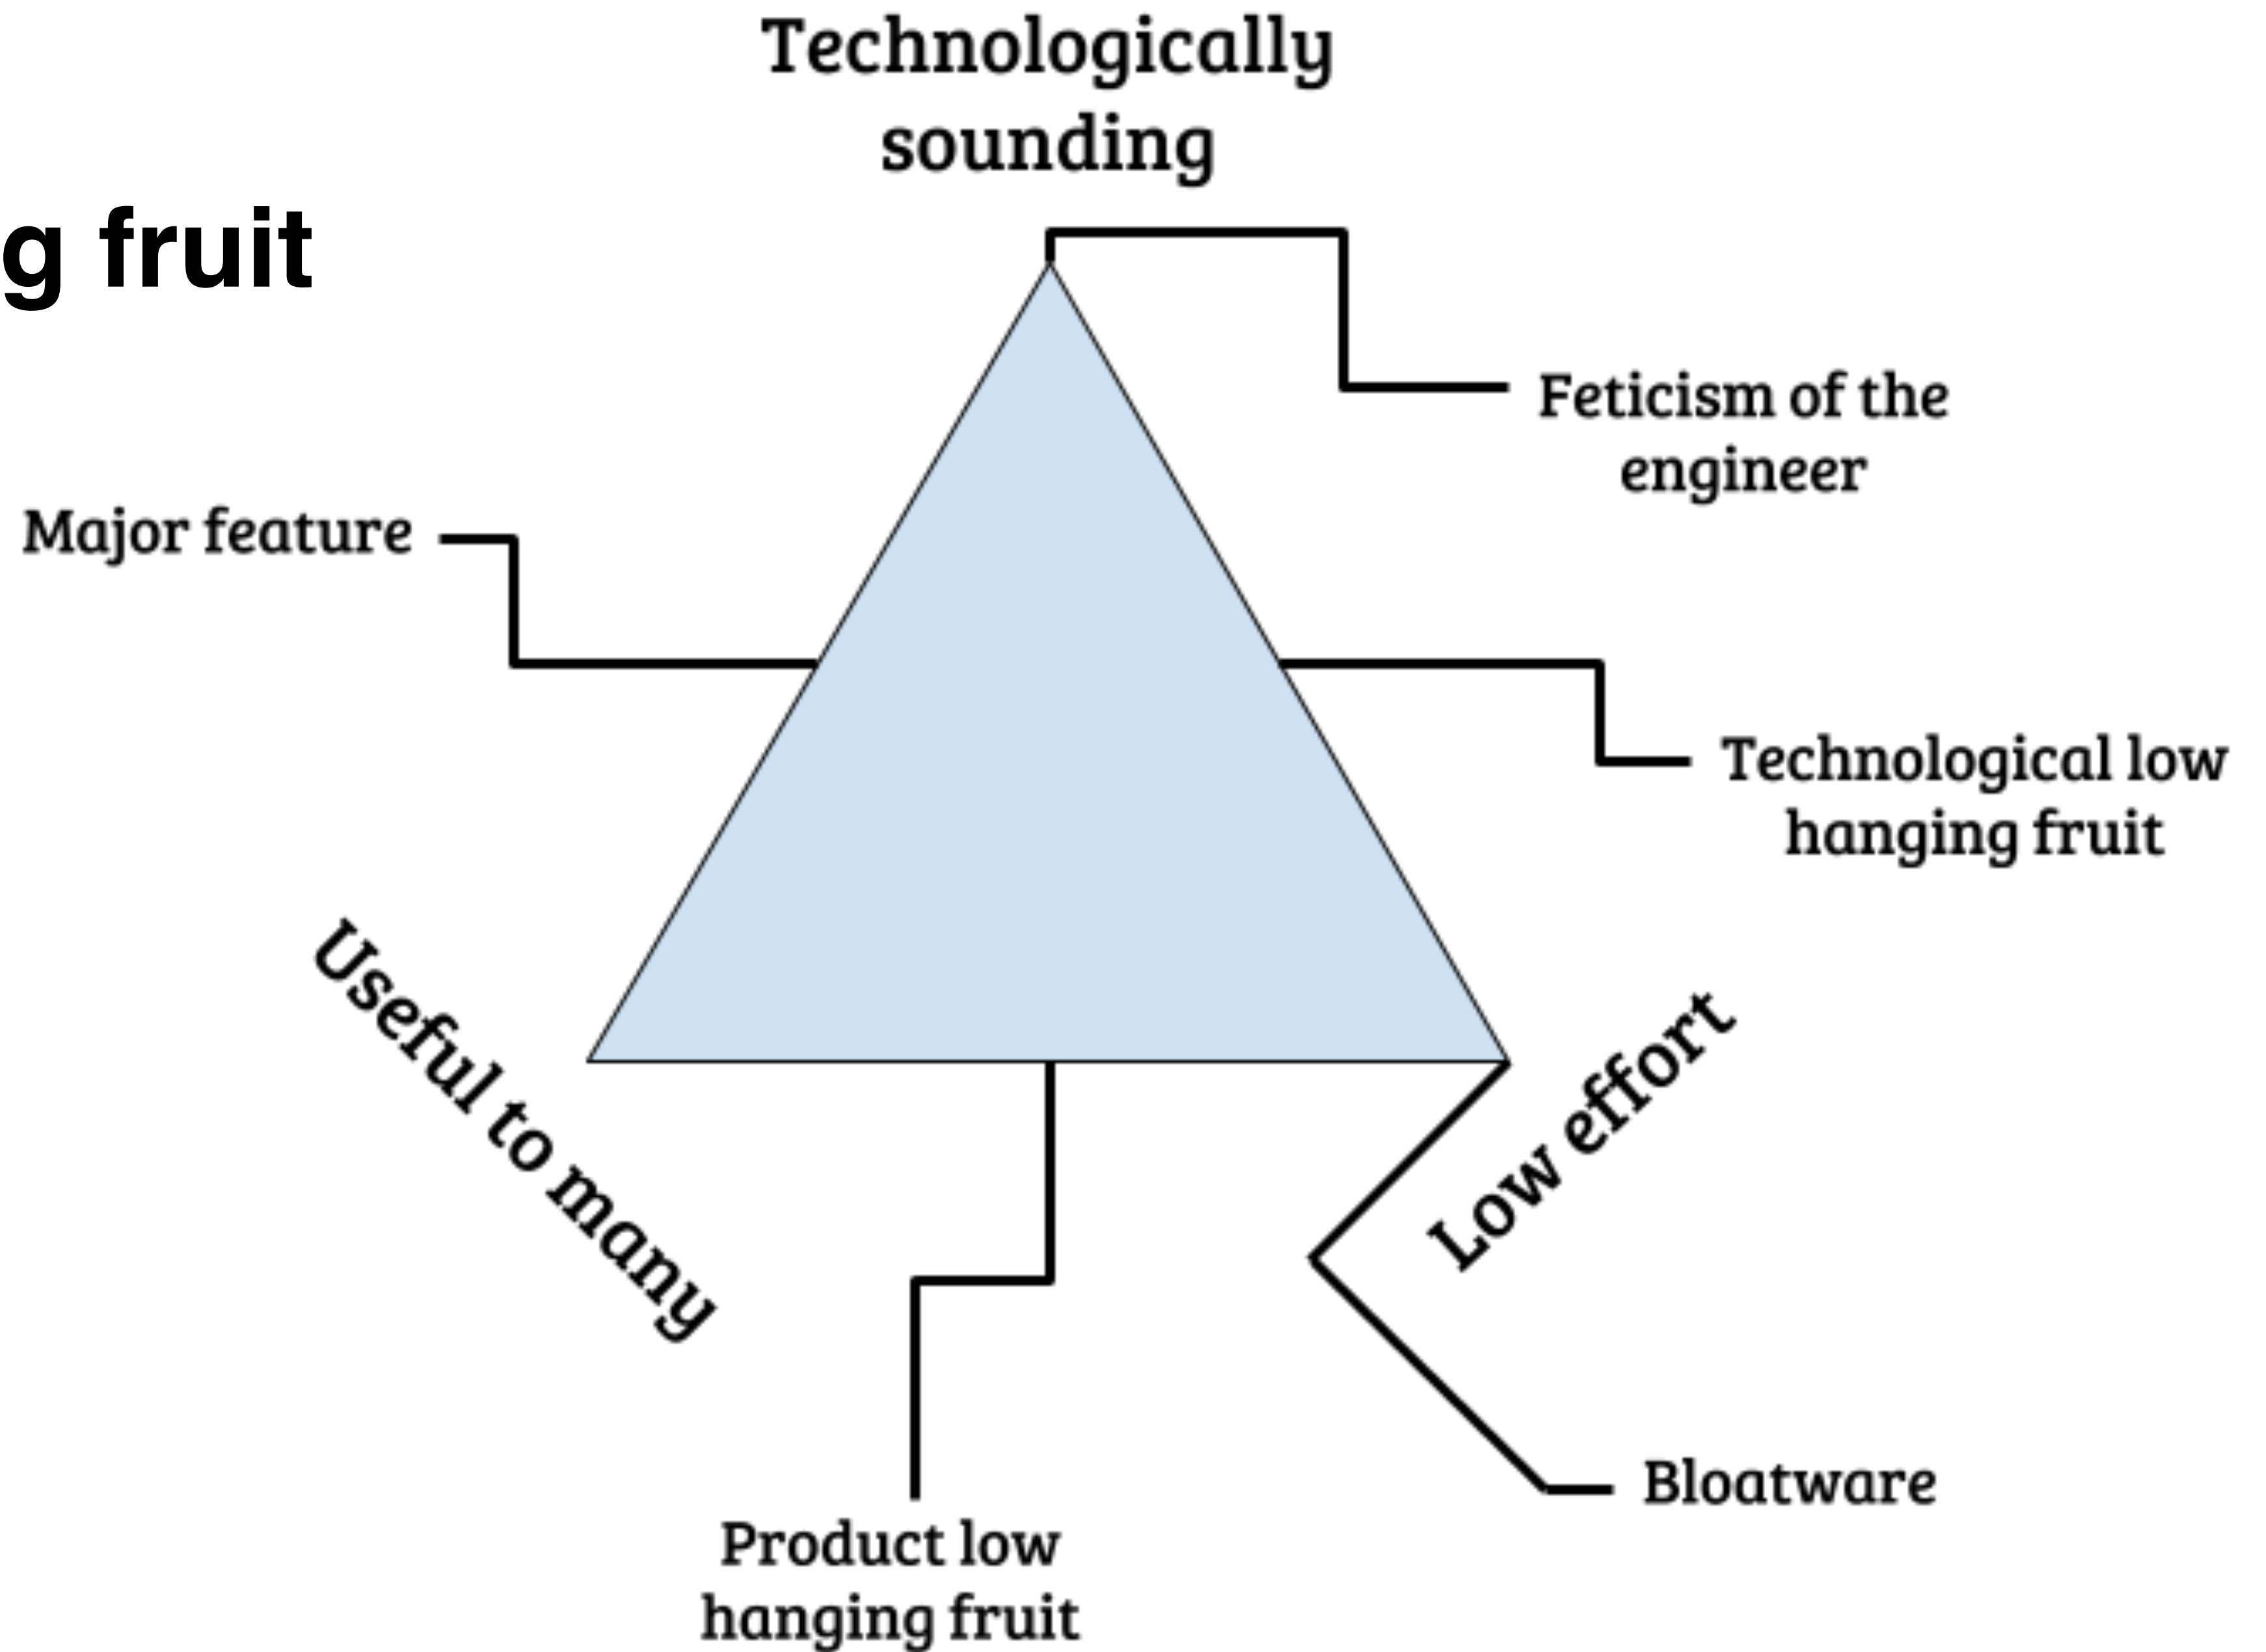 Technologically
sounding
g fruit
Feticism of the
engineer
Major feature
Technological low
hanging fruit
Useful to many
Low effort
Bloatware
Product low
hanging fruit